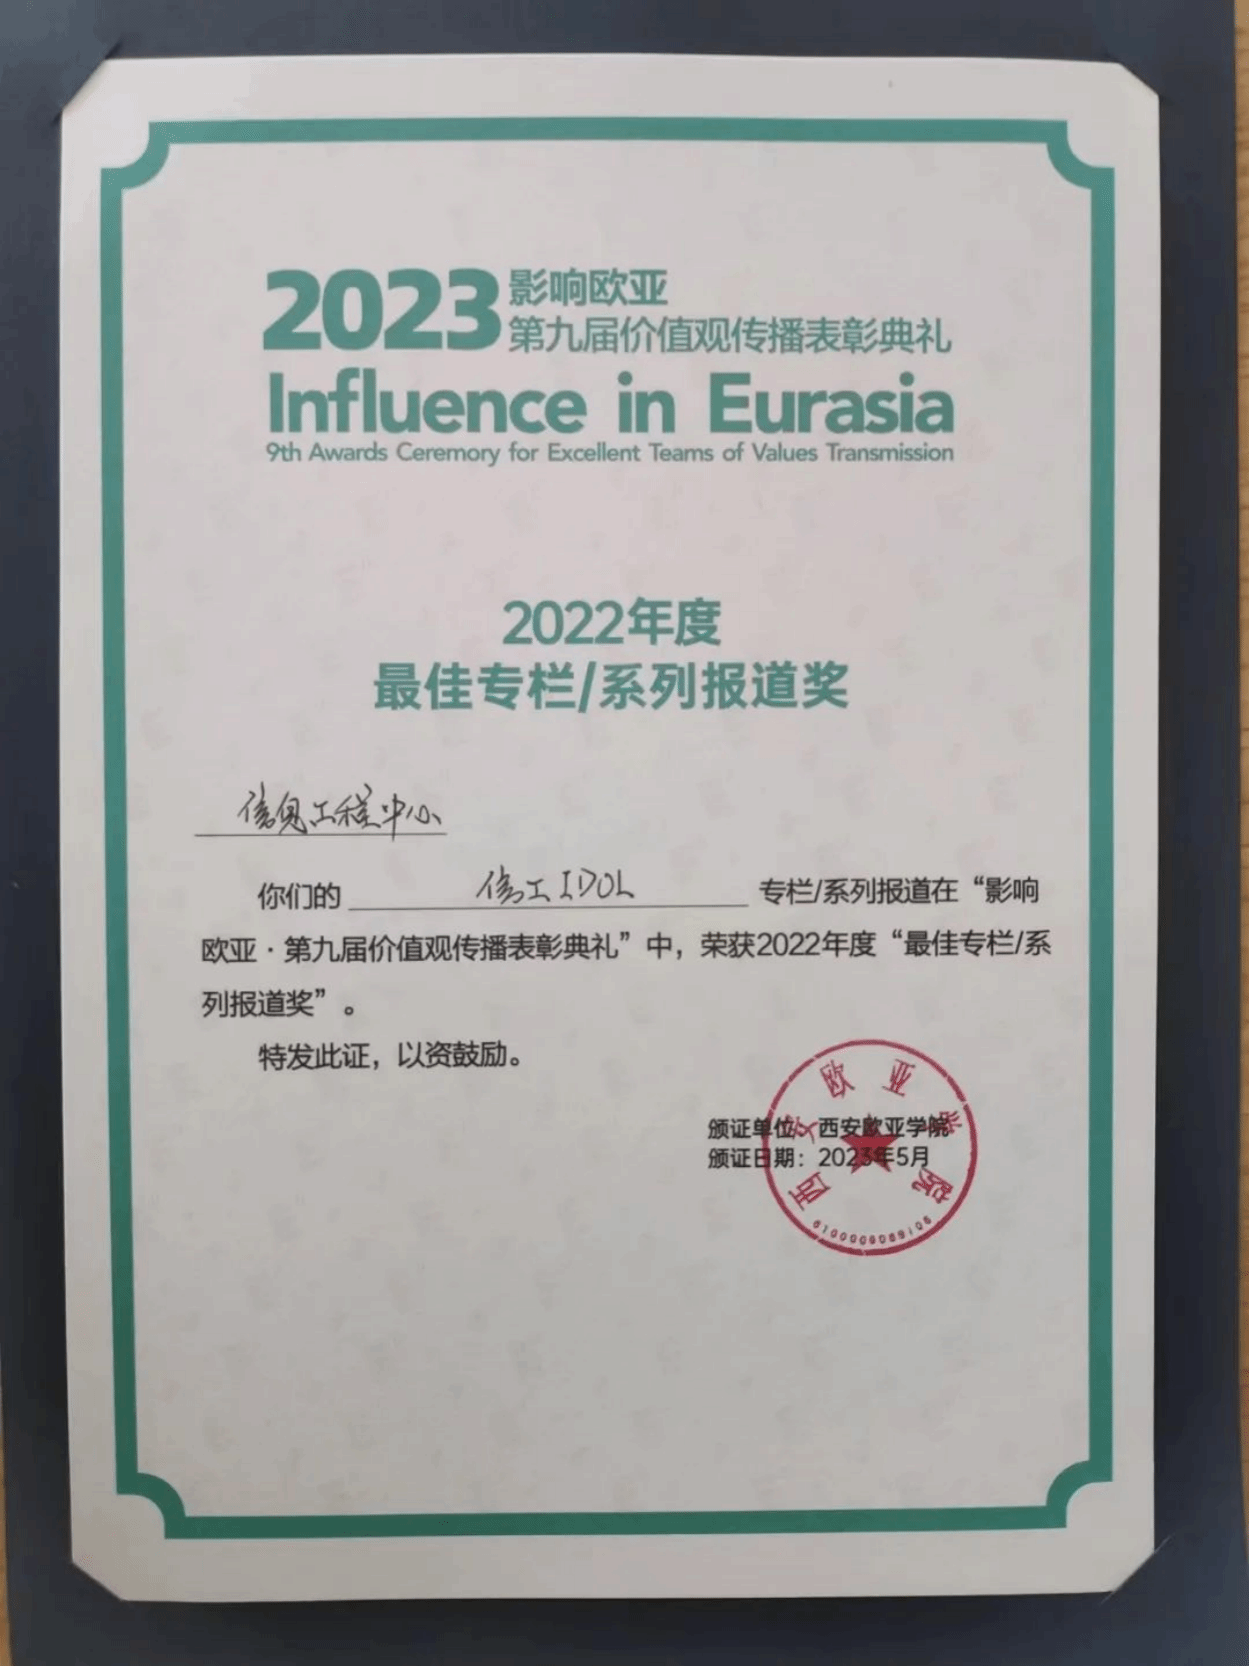 2023 影响欧亚
第九届价值观传播表彰典礼
Influence in Eurasia
9th Awards Ceremony for Excellent Teams of Values Transmission
2022年度
最佳专栏/系列报道奖
信息工程中心
你们的 信工IDOL 专栏/系列报道在“影响
欧亚·第九届价值观传播表彰典礼”中，荣获2022年度“最佳专栏/系
列报道奖”。
特发此证，以资鼓励。
颁证单位：西安欧亚学院
颁证日期：2023年5月
西安欧亚学院